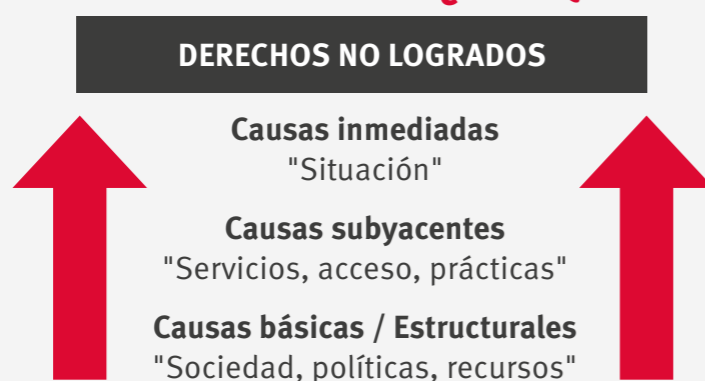 DERECHOS NO LOGRADOS
Causas inmediadas
"Situación"
Causas subyacentes
"Servicios, acceso, prácticas"
Causas básicas / Estructurales
"Sociedad, políticas, recursos"